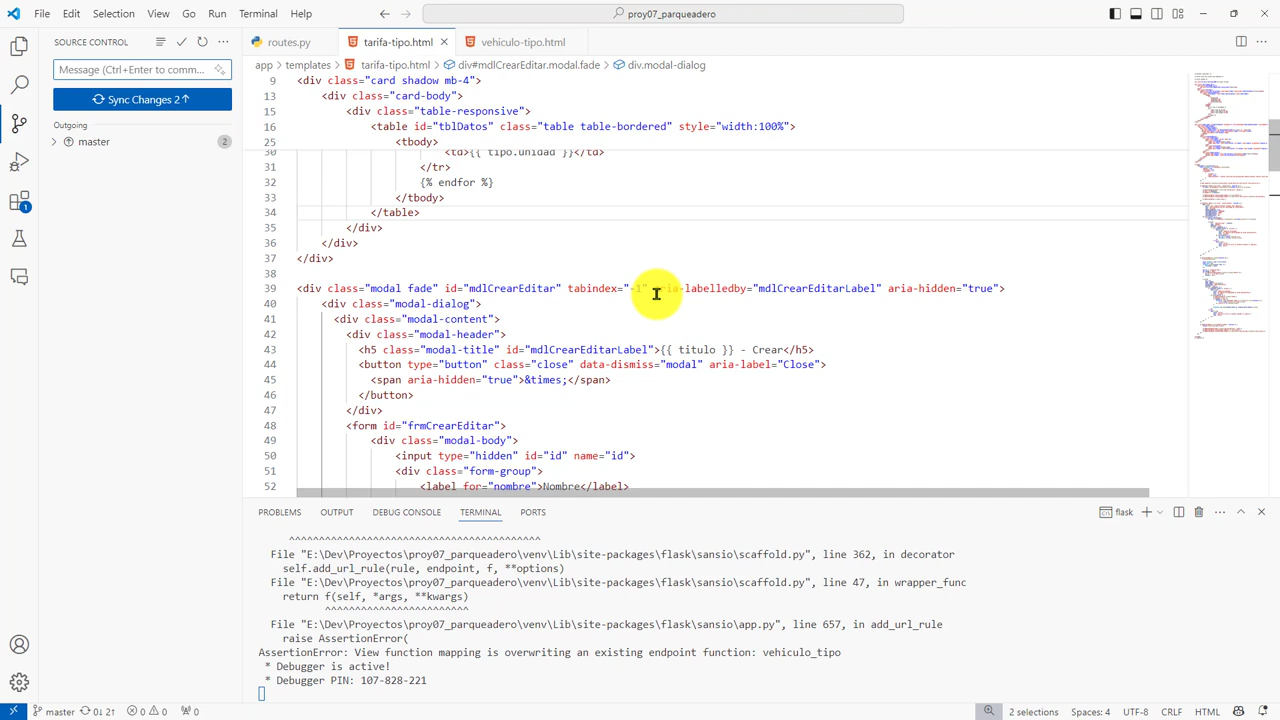 File Edit Selection View Go Run Terminal Help
proy07_parqueadero
SOURCE CONTROL
routes.py tarifa-tipo.html vehiculo-tipo.html
app > templates > tarifa-tipo.html > div#mdlCrearEditar.modal.fade > div.modal-dialog
Message (Ctrl+Enter to comm...
Sync Changes 2↑
Outgoing
master 2
9 <div class="card shadow mb-4">
13 <div class="card-body">
15 <div class="table-responsive">
16 <table id="tblDatos" class="table table-bordered" style="width:100%"
25 <tbody>
30 </td>
31
32 {% endfor %}
33 </tbody>
34 </table>
35 </div>
36 </div>
37 </div>
38
39 <div class="modal fade" id="mdlCrearEditar" tabindex="-1" aria-labelledby="mdlCrearEditarLabel" aria-hidden="true">
40 <div class="modal-dialog">
41 <div class="modal-content">
42 <div class="modal-header">
43 <h5 class="modal-title" id="mdlCrearEditarLabel">{{ titulo }} - Crear</h5>
44 <button type="button" class="close" data-dismiss="modal" aria-label="Close">
45 <span aria-hidden="true">&times;</span>
46 </button>
47 </div>
48 <form id="frmCrearEditar">
49 <div class="modal-body">
50 <input type="hidden" id="id" name="id">
51 <div class="form-group">
52 <label for="nombre">Nombre</label>
PROBLEMS OUTPUT DEBUG CONSOLE TERMINAL PORTS
flask
^^^^^^^^^^^^^^^^^^^^^^^^^^^^^^^^^^^^^^^^^
File "E:\Dev\Proyectos\proy07_parqueadero\venv\Lib\site-packages\flask\sansio\scaffold.py", line 362, in decorator
self.add_url_rule(rule, endpoint, f, **options)
File "E:\Dev\Proyectos\proy07_parqueadero\venv\Lib\site-packages\flask\sansio\scaffold.py", line 47, in wrapper_func
return f(self, *args, **kwargs)
^^^^^^^^^^^^^^^^^^^^^^^^
File "E:\Dev\Proyectos\proy07_parqueadero\venv\Lib\site-packages\flask\sansio\app.py", line 657, in add_url_rule
raise AssertionError(
AssertionError: View function mapping is overwriting an existing endpoint function: vehiculo_tipo
* Debugger is active!
* Debugger PIN: 107-828-221
master 0↓ 2↑ 0 0 0 2 selections Spaces: 4 UTF-8 CRLF HTML